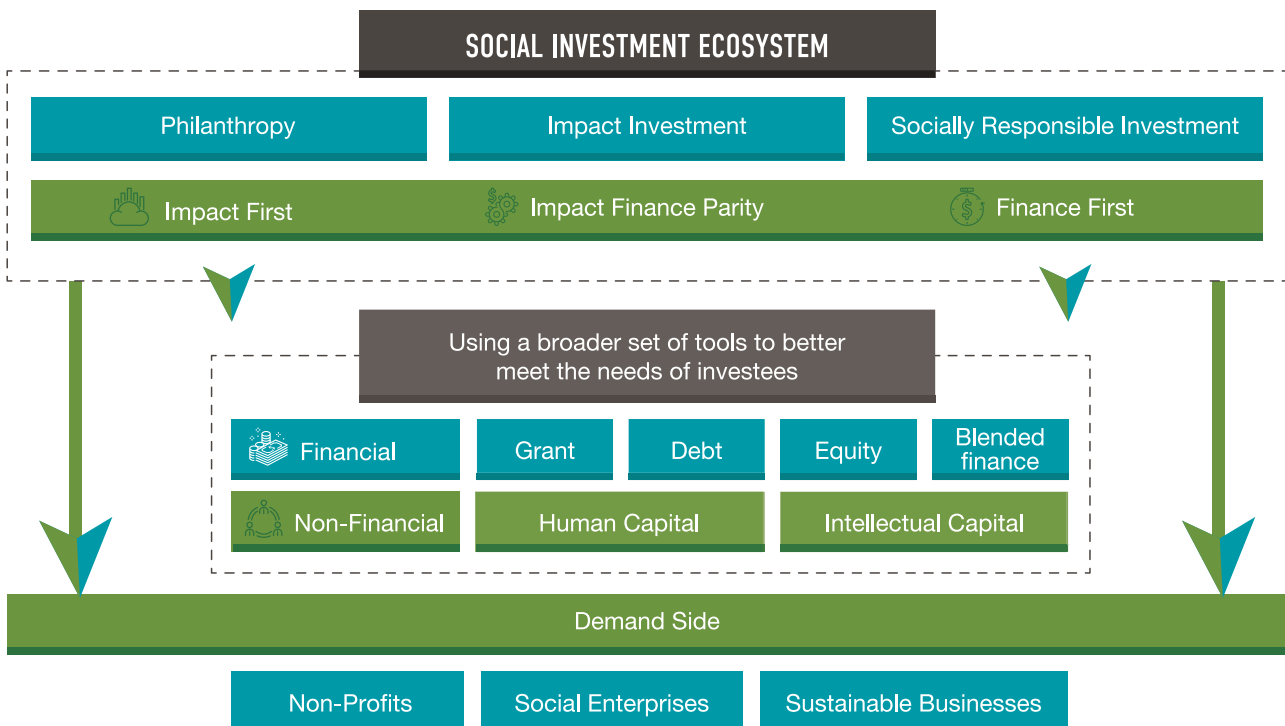 SOCIAL INVESTMENT ECOSYSTEM
Philanthropy
Impact Investment
Socially Responsible Investment
Impact First
Impact Finance Parity
Finance First
Using a broader set of tools to better
meet the needs of investees
Financial
Grant
Debt
Equity
Blended
finance
Non-Financial
Human Capital
Intellectual Capital
Demand Side
Non-Profits
Social Enterprises
Sustainable Businesses